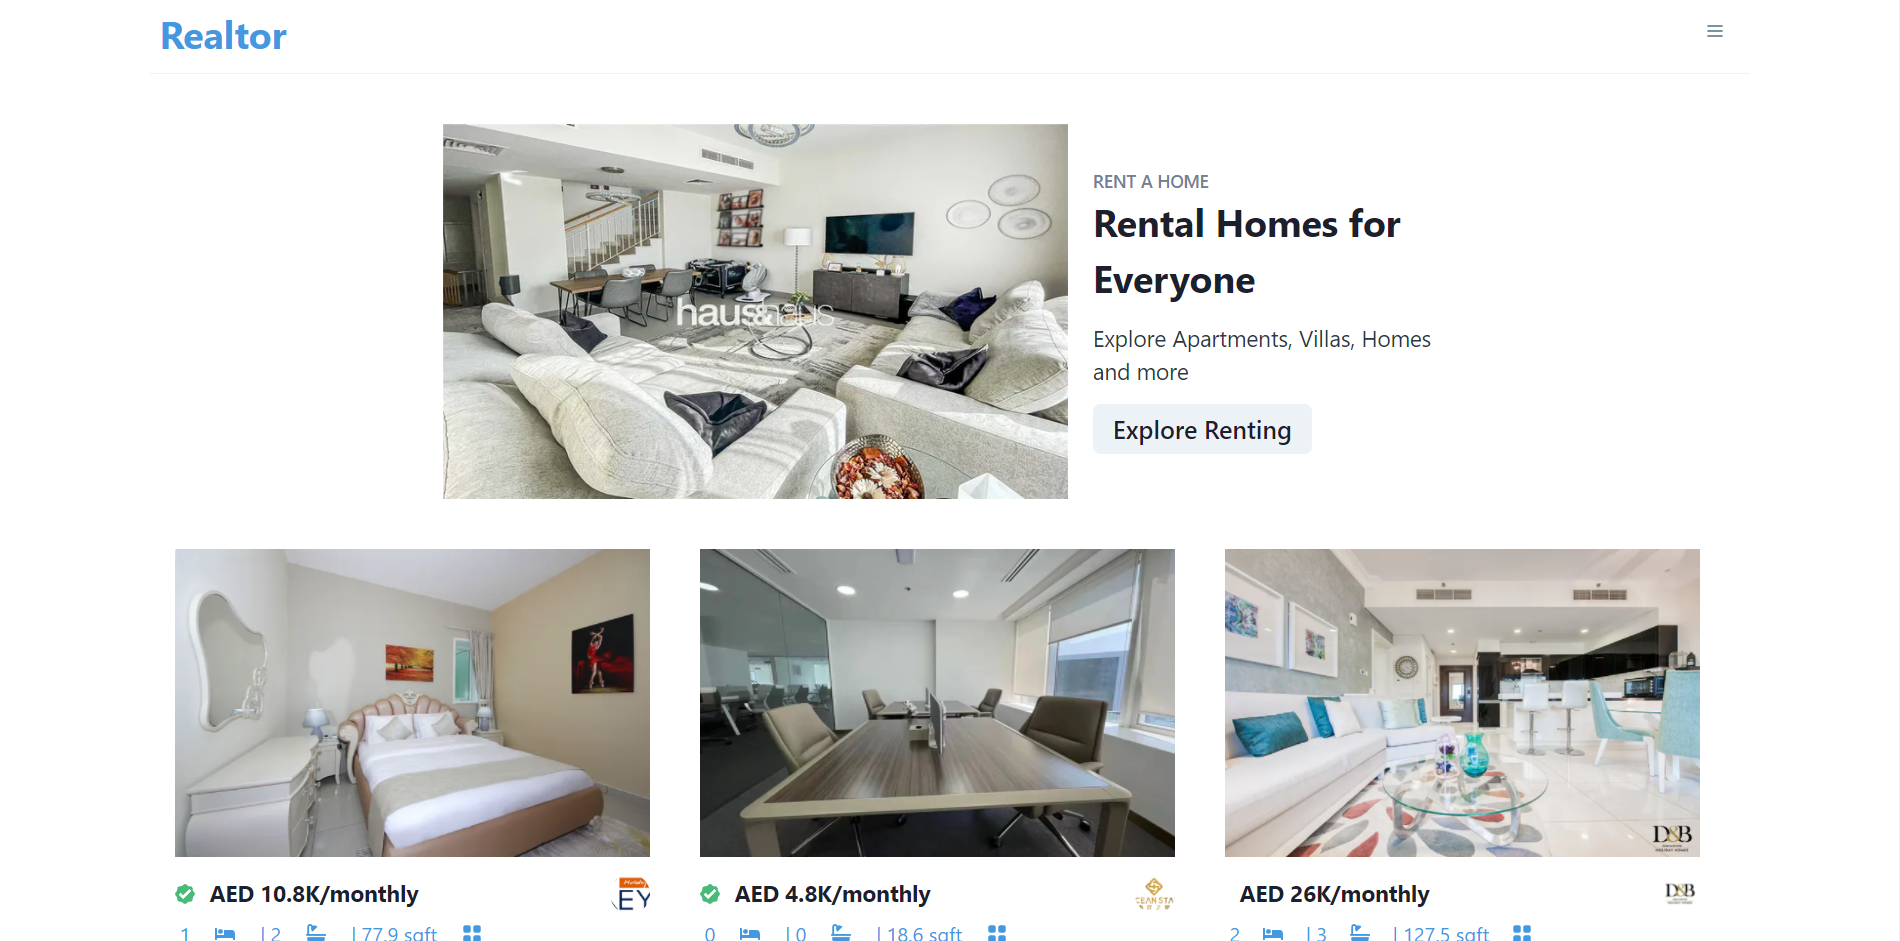 Realtor
haus&haus
RENT A HOME
Rental Homes for
Everyone
Explore Apartments, Villas, Homes
and more
Explore Renting
D&B
AED 10.8K/monthly
EY
AED 4.8K/monthly
CEAN STA
AED 26K/monthly
D&B
1 | 2 | 77.9 sqft
0 | 0 | 18.6 sqft
2 | 3 | 127.5 sqft